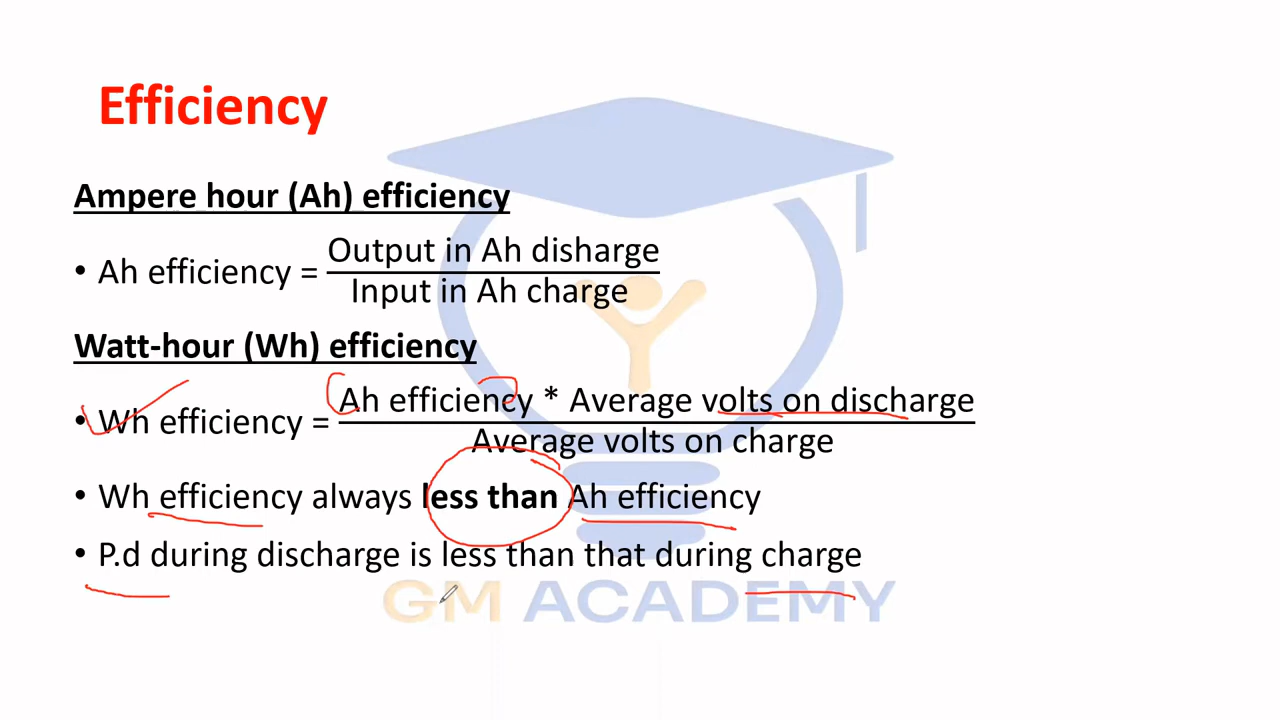 Efficiency
Ampere hour (Ah) efficiency
• Ah efficiency = Output in Ah disharge
Input in Ah charge
Watt-hour (Wh) efficiency
• Wh efficiency = Ah efficiency * Average volts on discharge
Average volts on charge
• Wh efficiency always less than Ah efficiency
• P.d during discharge is less than that during charge
GM ACADEMY